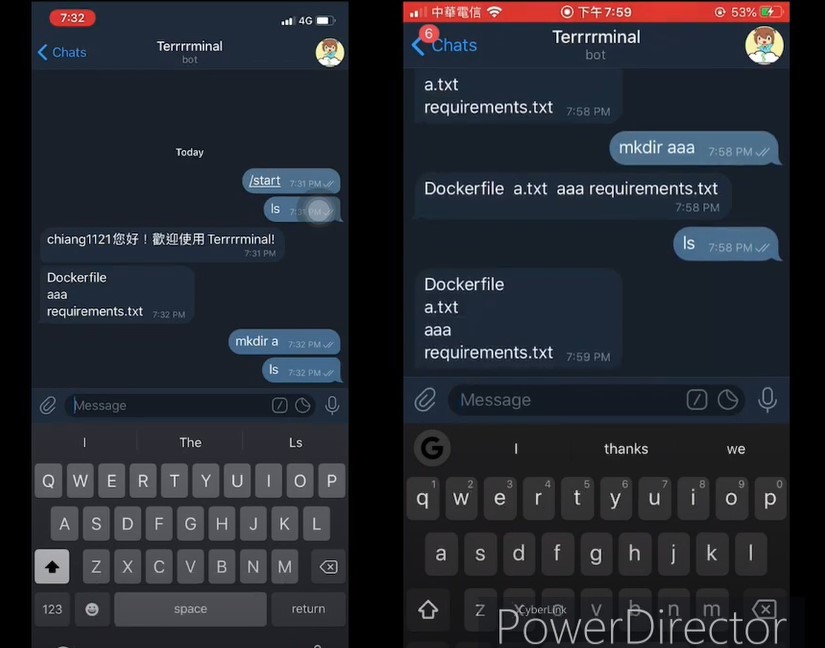 7:32
4G
Chats
Terrrrminal
bot
Today
/start 7:31 PM
ls
chiang1121您好！歡迎使用 Terrrrminal!
7:31 PM
Dockerfile
aaa
requirements.txt 7:32 PM
mkdir a 7:32 PM
ls 7:32 PM
Message
I The Ls
Q W E R T Y U I O P
A S D F G H J K L
Z X C V B N M
123 space return
中華電信 下午7:59 53%
6
Chats
Terrrrminal
bot
a.txt
requirements.txt 7:58 PM
mkdir aaa 7:58 PM
Dockerfile a.txt aaa requirements.txt
7:58 PM
ls 7:58 PM
Dockerfile
a.txt
aaa
requirements.txt 7:59 PM
Message
G I thanks we
1 2 3 4 5 6 7 8 9 0
q w e r t y u i o p
a s d f g h j k l
z x c v b n m
CyberLink
PowerDirector